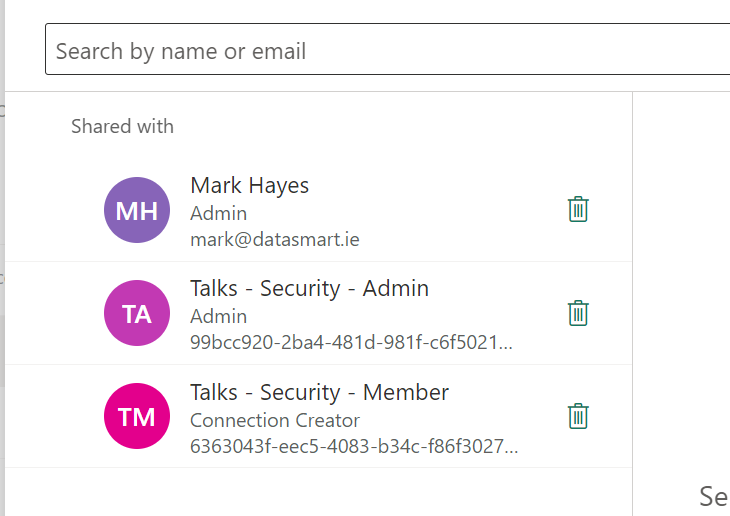 Search by name or email
Shared with
MH
Mark Hayes
Admin
mark@datasmart.ie
TA
Talks - Security - Admin
Admin
99bcc920-2ba4-481d-981f-c6f5021...
TM
Talks - Security - Member
Connection Creator
6363043f-eec5-4083-b34c-f86f3027...
Se